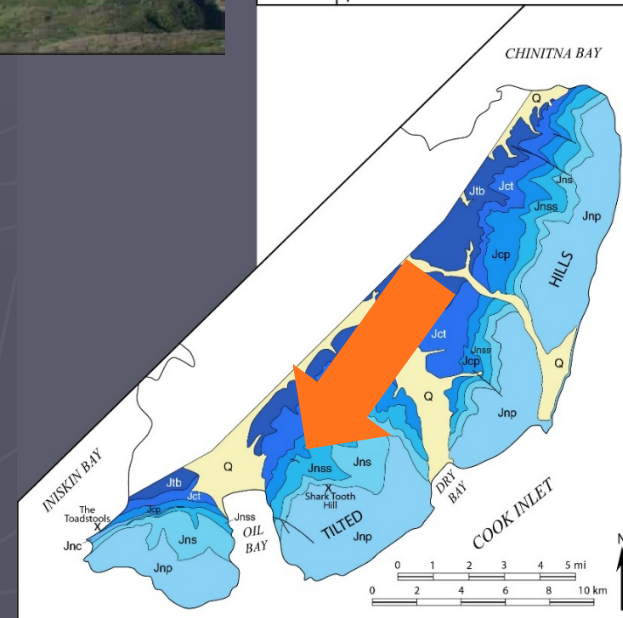 CHINITNA BAY
Q
Jns
Jct
Jtb
Jnss
Jnp
Jcp
HILLS
Jct
Jnss
Jcp
Q
Q
Jnp
INISKIN BAY
Q
Jnss
Jns
Jtb
Jct
Shark Tooth
Hill
DRY
BAY
The
Toadstools
Jcp
Jnss
OIL
BAY
TILTED
COOK INLET
Jnc
Jns
Jnp
Jnp
N
0 1 2 3 4 5 mi
0 2 4 6 8 10 km